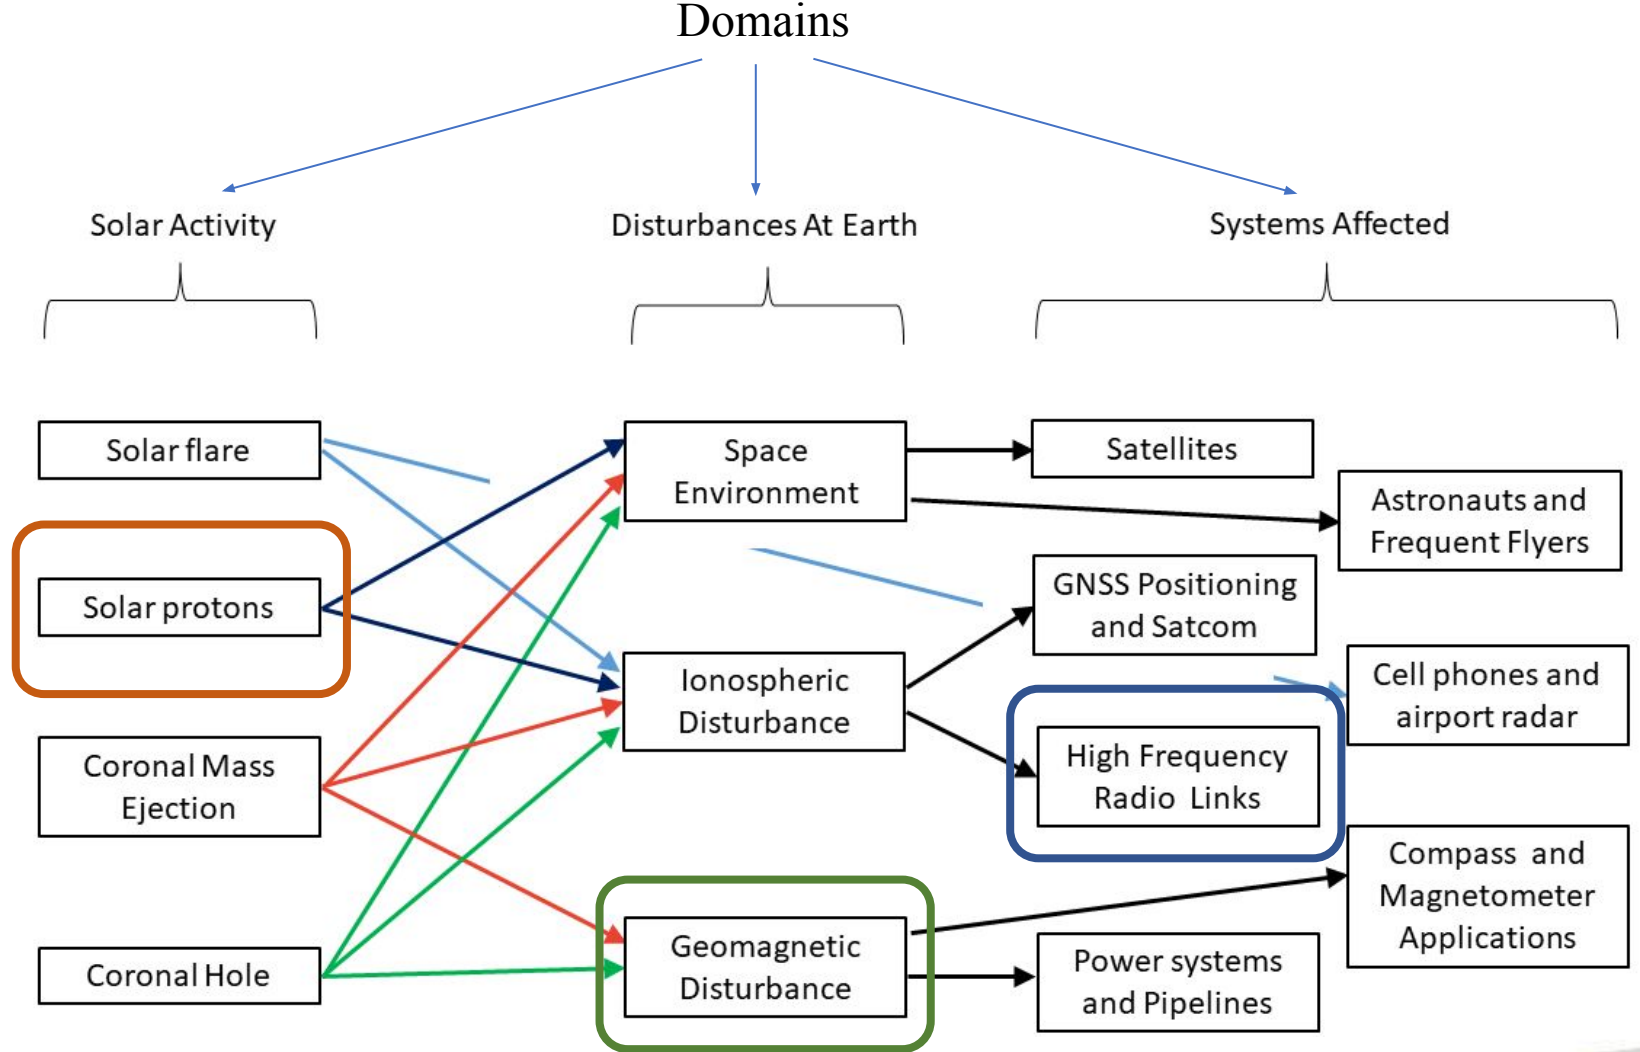 Domains
Solar Activity
Disturbances At Earth
Systems Affected
Solar flare
Solar protons
Coronal Mass
Ejection
Coronal Hole
Space
Environment
Ionospheric
Disturbance
Geomagnetic
Disturbance
Satellites
Astronauts and
Frequent Flyers
GNSS Positioning
and Satcom
Cell phones and
airport radar
High Frequency
Radio Links
Compass and
Magnetometer
Applications
Power systems
and Pipelines